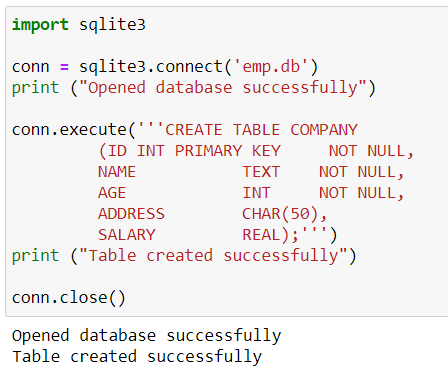 import sqlite3

conn = sqlite3.connect('emp.db')
print ("Opened database successfully")

conn.execute('''CREATE TABLE COMPANY
         (ID INT PRIMARY KEY     NOT NULL,
         NAME           TEXT    NOT NULL,
         AGE            INT     NOT NULL,
         ADDRESS        CHAR(50),
         SALARY         REAL);''')
print ("Table created successfully")

conn.close()
Opened database successfully
Table created successfully